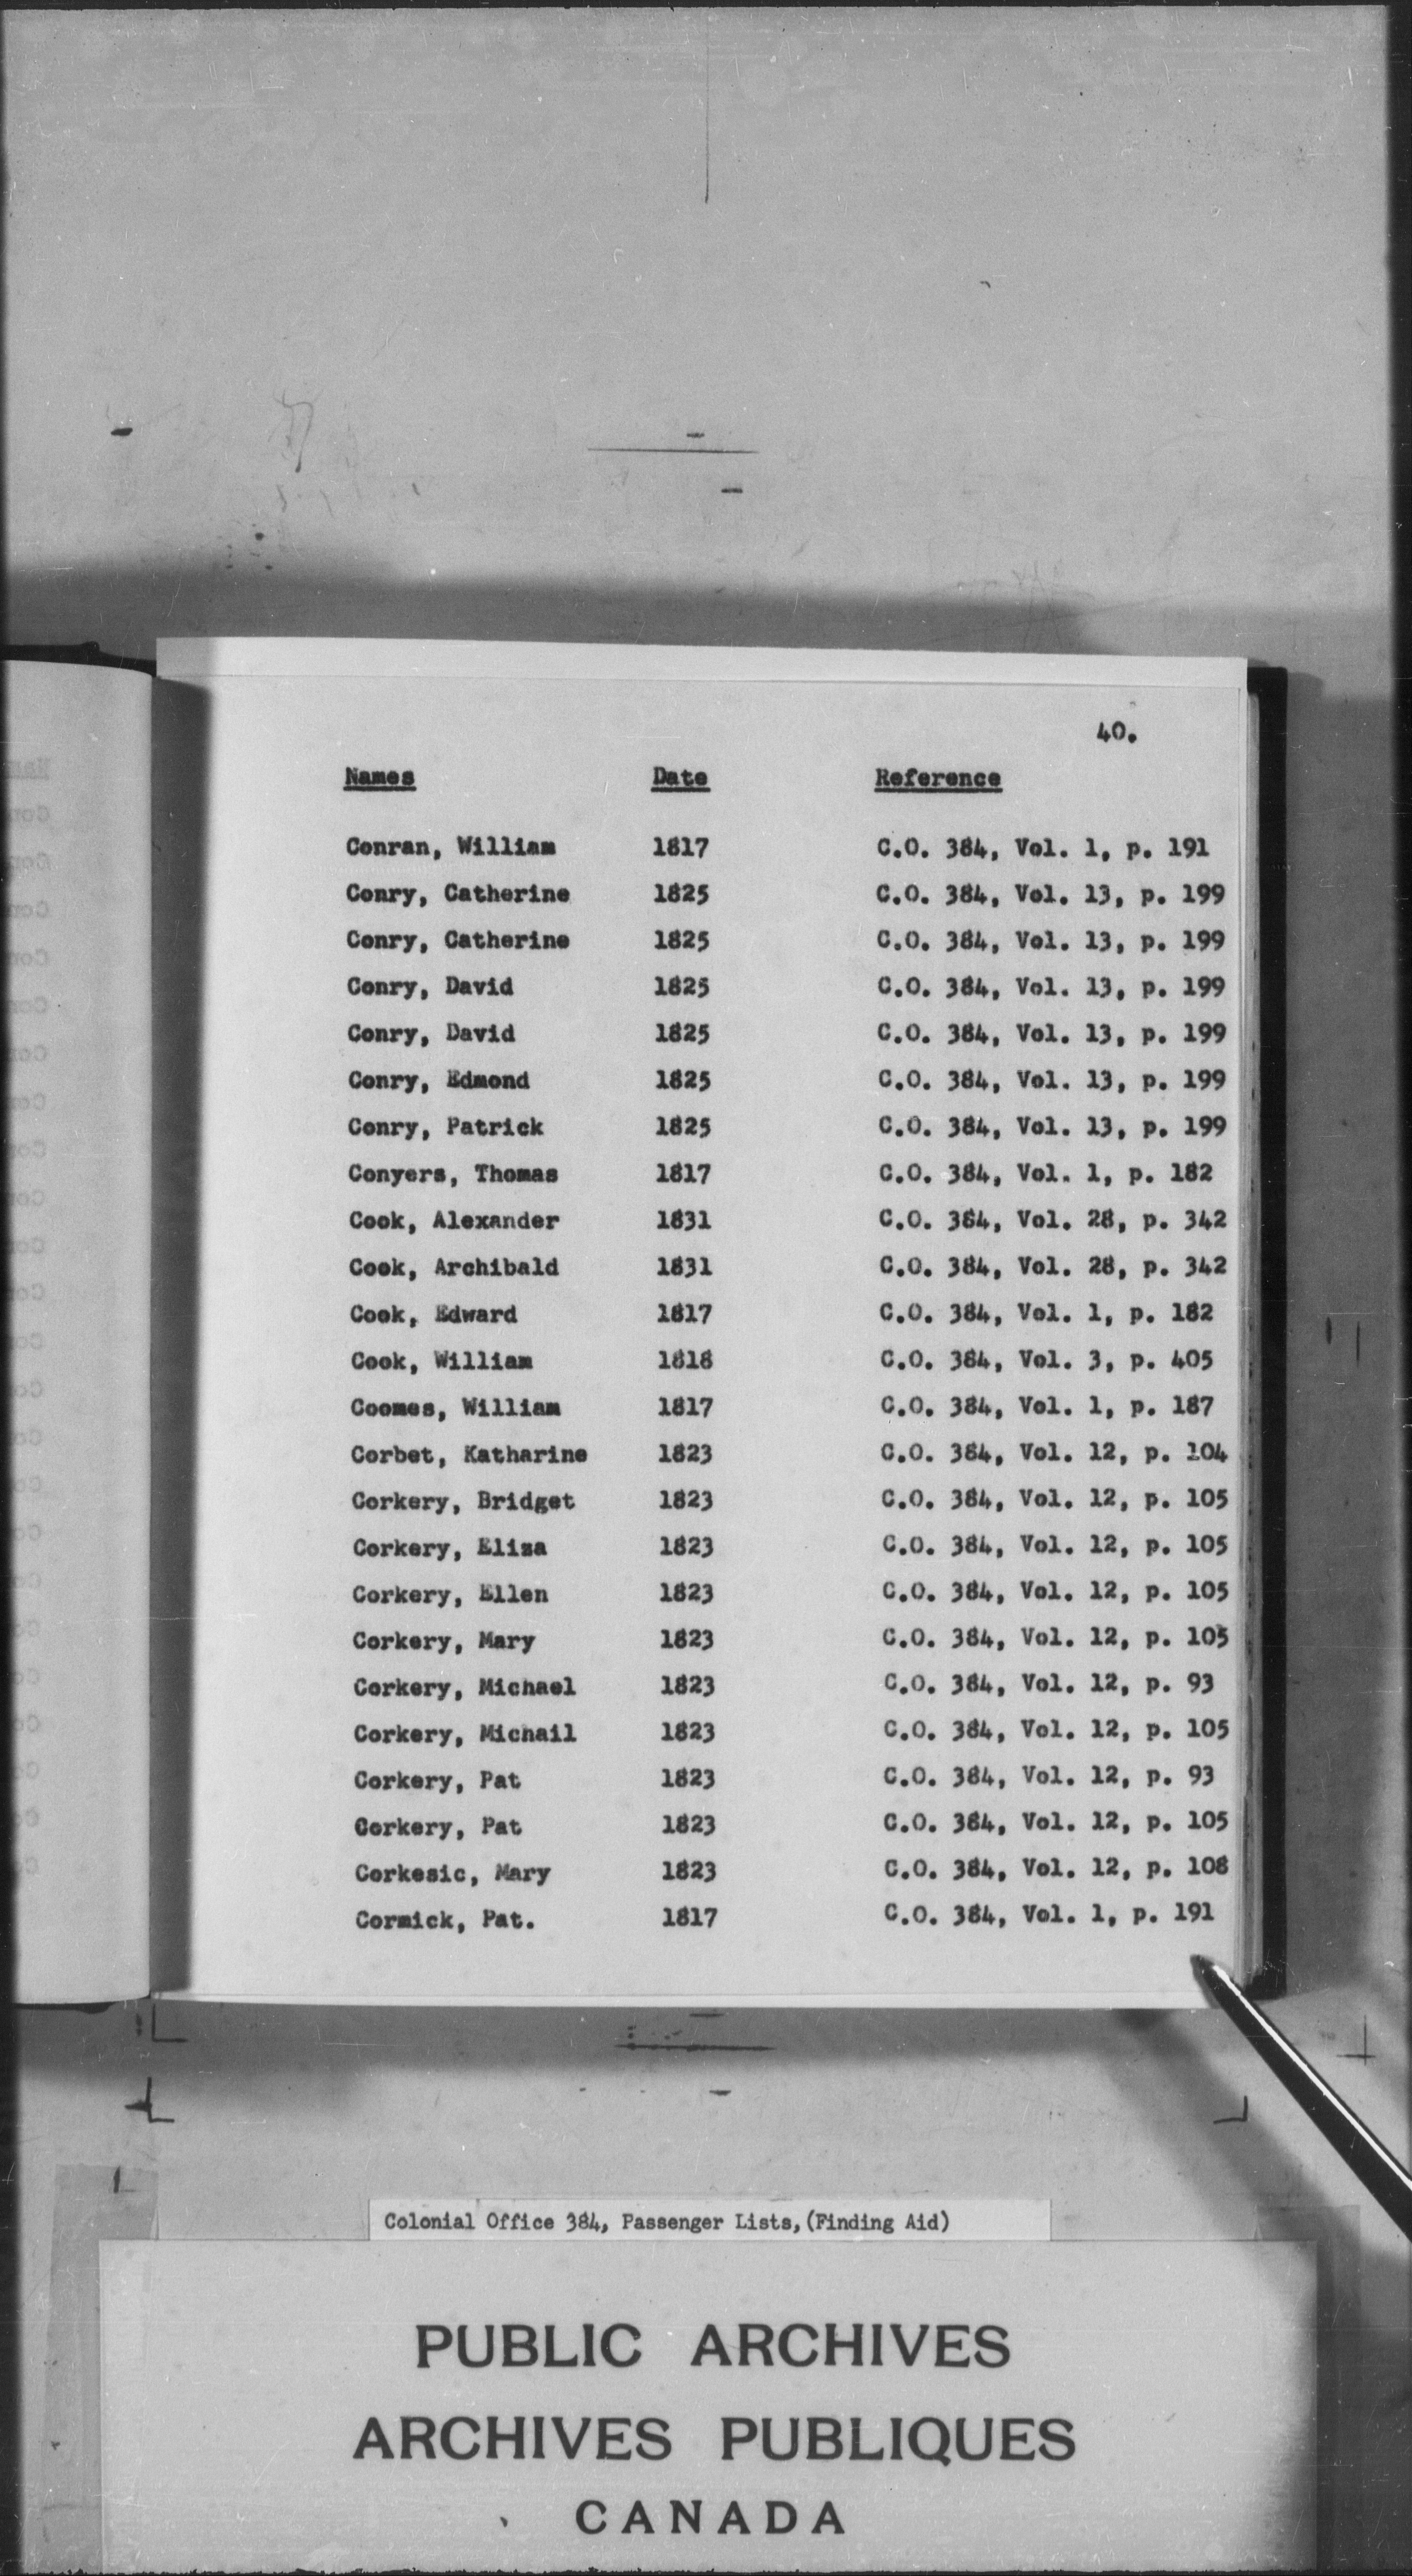 40.
Names Date Reference
Conran, William 1817 C.O. 384, Vol. 1, p. 191
Conry, Catherine 1825 C.O. 384, Vol. 13, p. 199
Conry, Catherine 1825 C.O. 384, Vol. 13, p. 199
Conry, David 1825 C.O. 384, Vol. 13, p. 199
Conry, David 1825 C.O. 384, Vol. 13, p. 199
Conry, Edmond 1825 C.O. 384, Vol. 13, p. 199
Conry, Patrick 1825 C.O. 384, Vol. 13, p. 199
Conyers, Thomas 1817 C.O. 384, Vol. 1, p. 182
Cook, Alexander 1831 C.O. 384, Vol. 28, p. 342
Cook, Archibald 1831 C.O. 384, Vol. 28, p. 342
Cook, Edward 1817 C.O. 384, Vol. 1, p. 182
Cook, William 1818 C.O. 384, Vol. 3, p. 405
Coomes, William 1817 C.O. 384, Vol. 1, p. 187
Corbet, Katharine 1823 C.O. 384, Vol. 12, p. 104
Corkery, Bridget 1823 C.O. 384, Vol. 12, p. 105
Corkery, Eliza 1823 C.O. 384, Vol. 12, p. 105
Corkery, Ellen 1823 C.O. 384, Vol. 12, p. 105
Corkery, Mary 1823 C.O. 384, Vol. 12, p. 105
Corkery, Michael 1823 C.O. 384, Vol. 12, p. 93
Corkery, Michail 1823 C.O. 384, Vol. 12, p. 105
Corkery, Pat 1823 C.O. 384, Vol. 12, p. 93
Corkery, Pat 1823 C.O. 384, Vol. 12, p. 105
Corkesic, Mary 1823 C.O. 384, Vol. 12, p. 108
Cormick, Pat. 1817 C.O. 384, Vol. 1, p. 191
Colonial Office 384, Passenger Lists,(Finding Aid)
PUBLIC ARCHIVES
ARCHIVES PUBLIQUES
CANADA